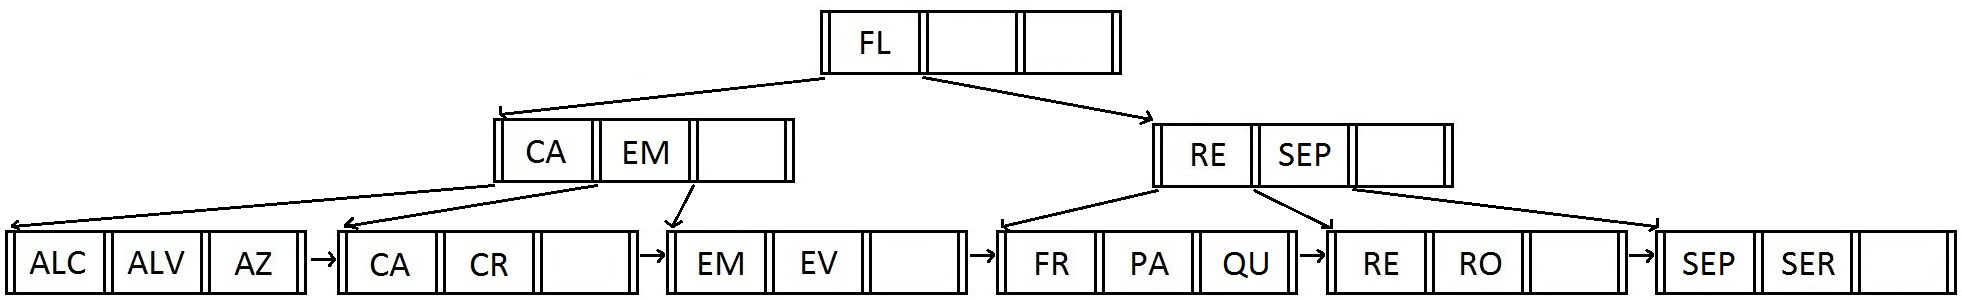 FL
CA EM
RE SEP
ALC ALV AZ
CA CR
EM EV
FR PA QU
RE RO
SEP SER